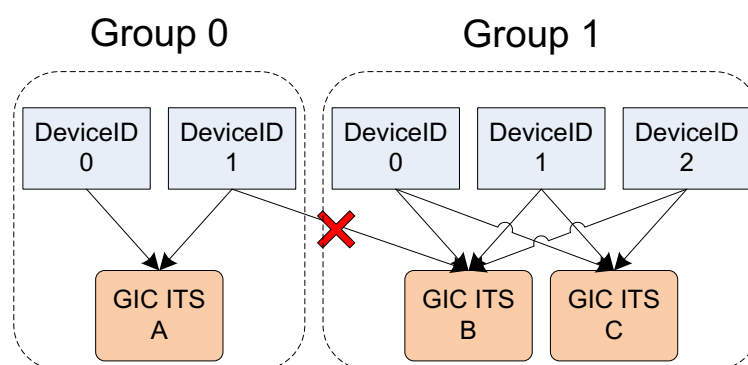 Group 0
Group 1
DeviceID
0
DeviceID
1
DeviceID
0
DeviceID
1
DeviceID
2
GIC ITS
A
GIC ITS
B
GIC ITS
C